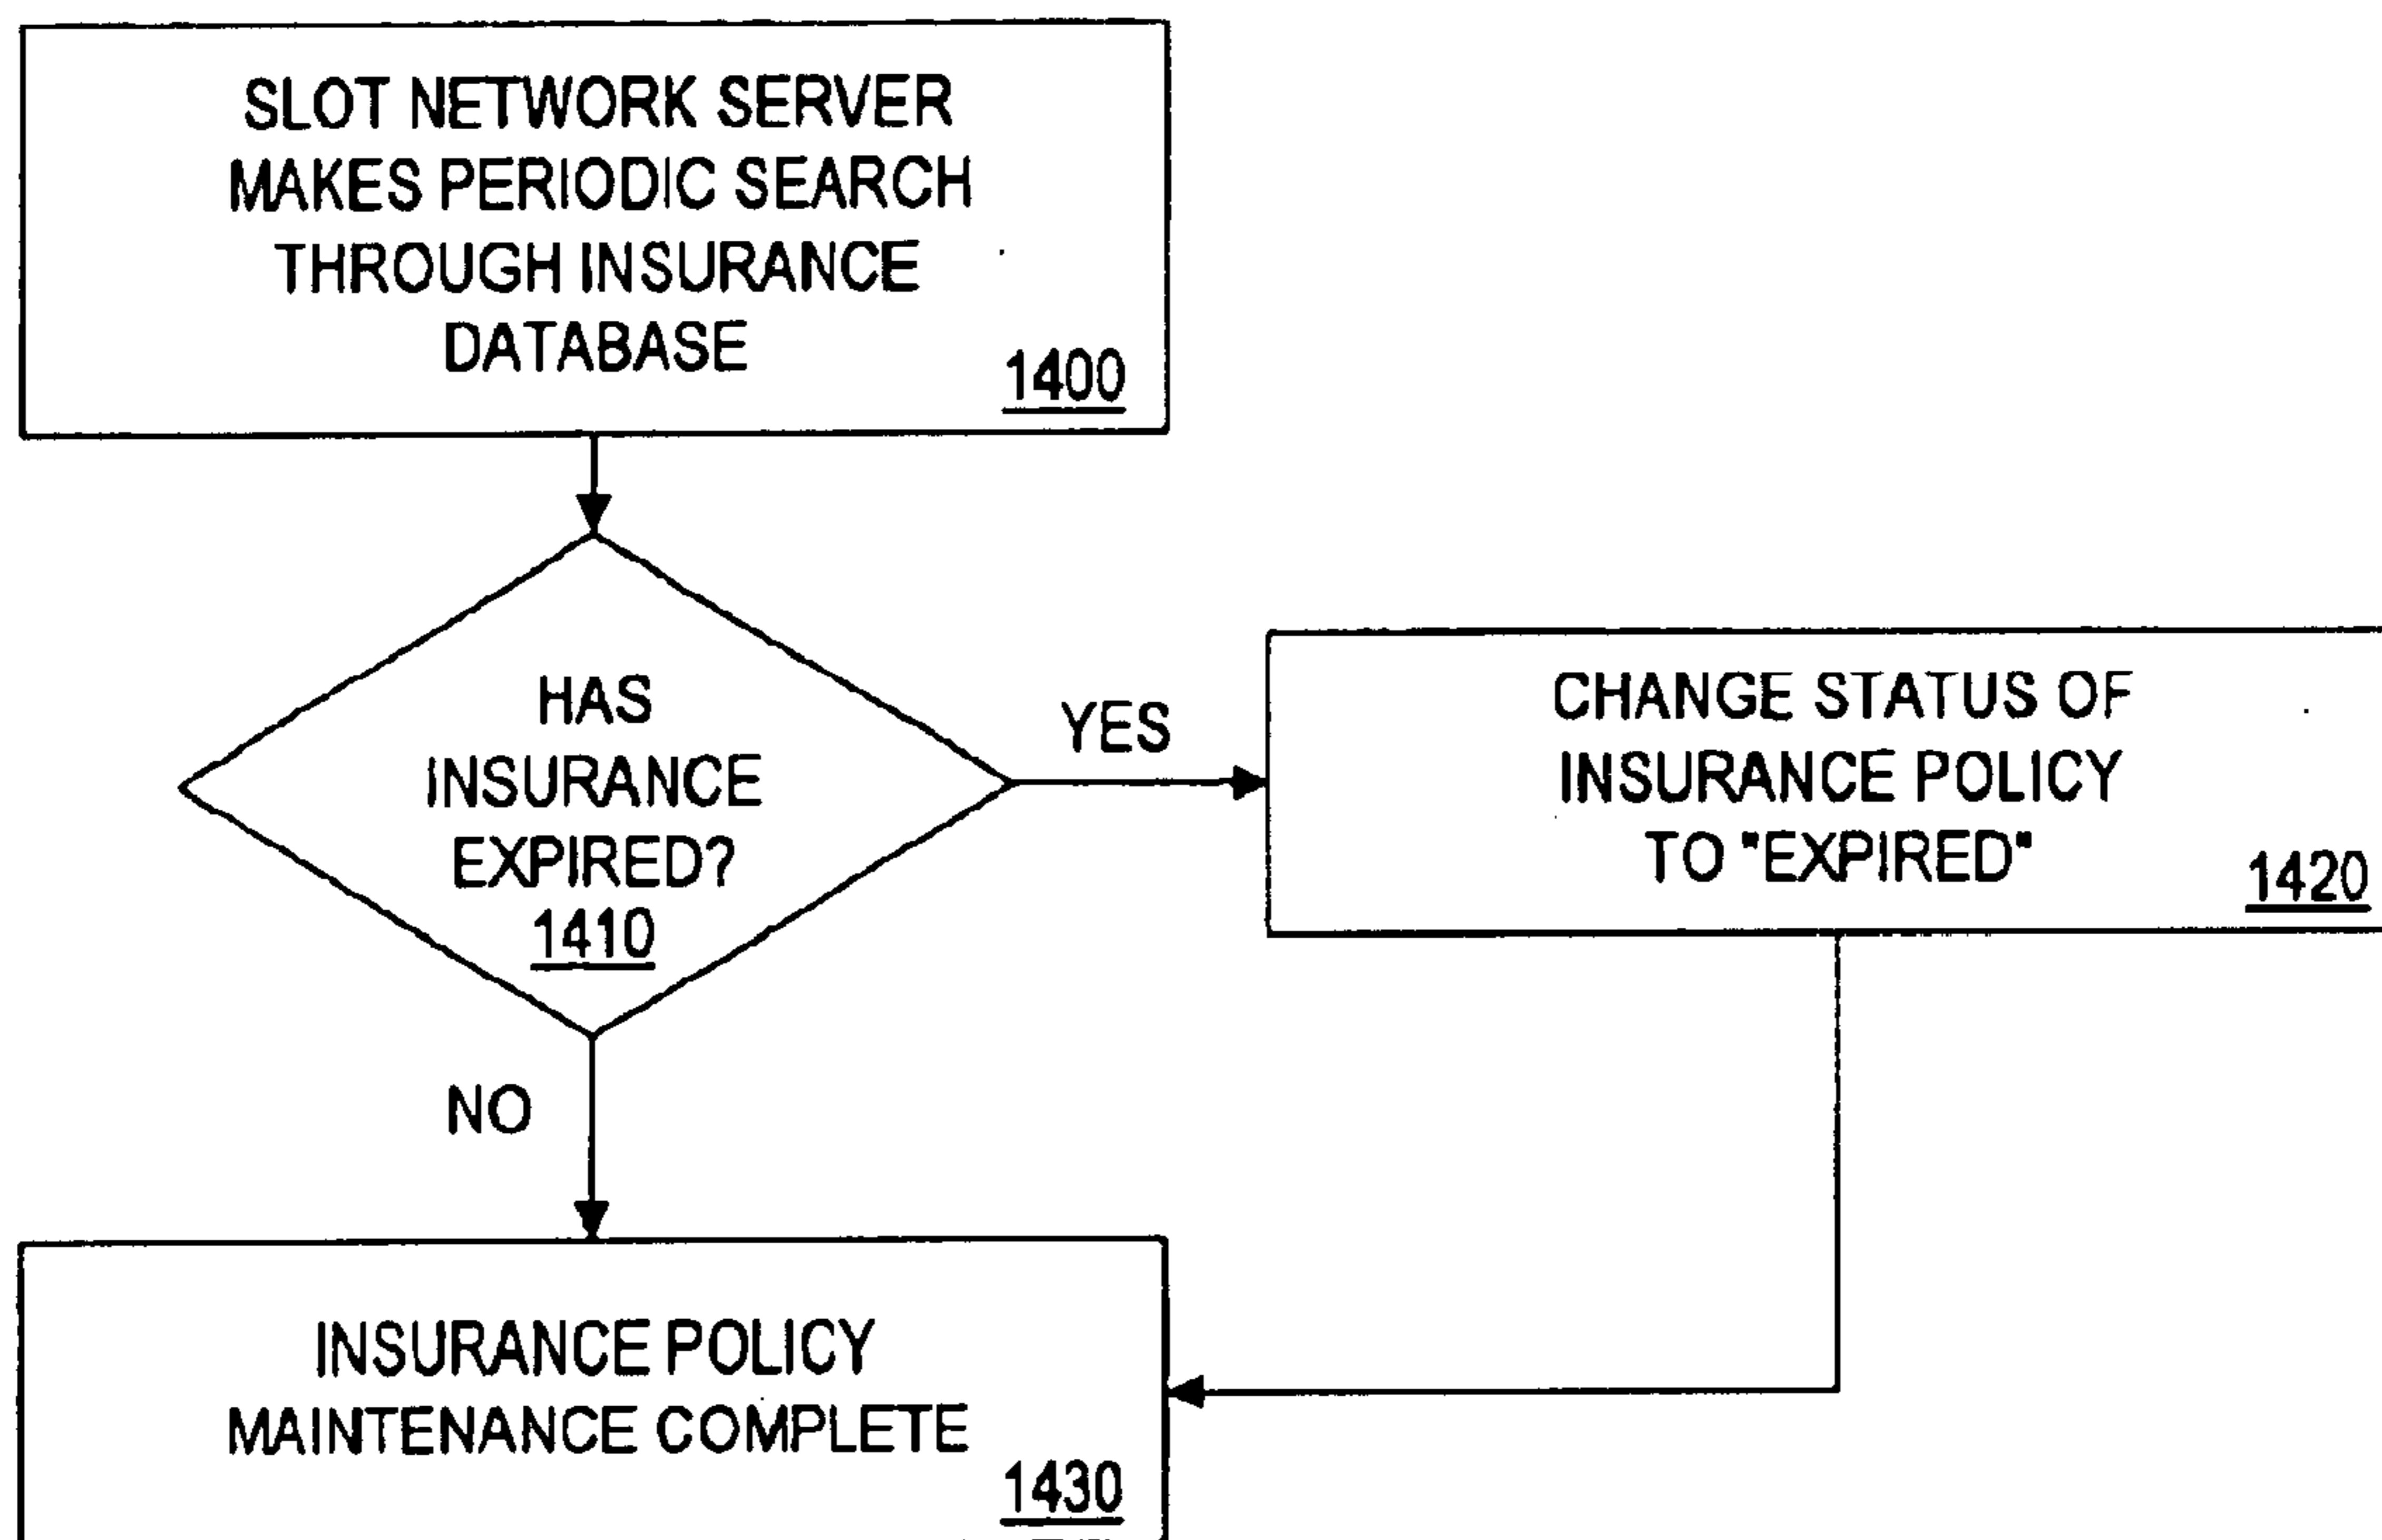 SLOT NETWORK SERVER
MAKES PERIODIC SEARCH
THROUGH INSURANCE
DATABASE
1400
HAS
INSURANCE
EXPIRED?
1410
YES
CHANGE STATUS OF
INSURANCE POLICY
TO "EXPIRED"
1420
NO
INSURANCE POLICY
MAINTENANCE COMPLETE
1430